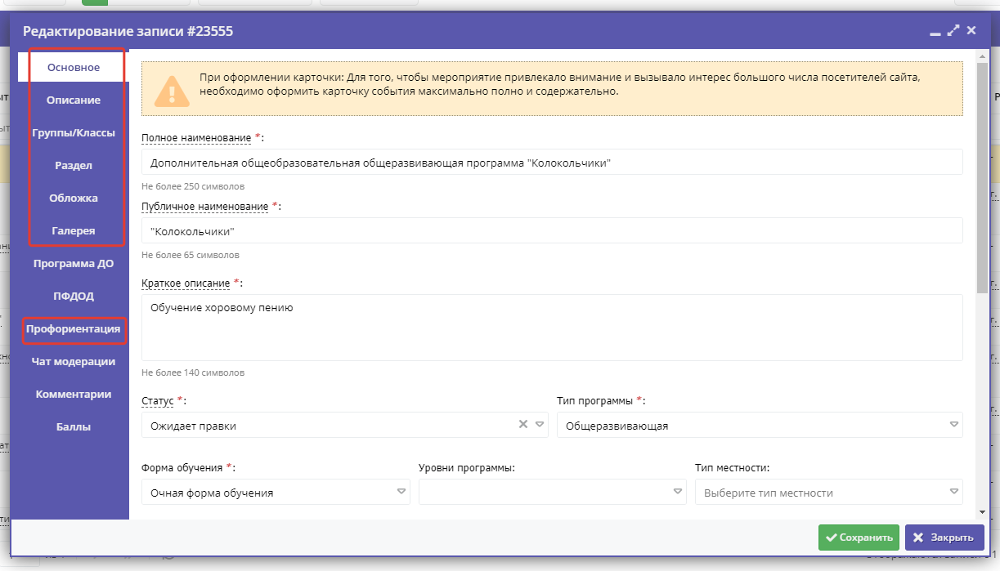 Редактирование записи #23555
Основное
Описание
Группы/Классы
Раздел
Обложка
Галерея
Программа ДО
ПФДОД
Профориентация
Чат модерации
Комментарии
Баллы
При оформлении карточки: Для того, чтобы мероприятие привлекало внимание и вызывало интерес большого числа посетителей сайта,
необходимо оформить карточку события максимально полно и содержательно.
Полное наименование *:
Дополнительная общеобразовательная общеразвивающая программа "Колокольчики"
Не более 250 символов
Публичное наименование *:
"Колокольчики"
Не более 65 символов
Краткое описание *:
Обучение хоровому пению
Не более 140 символов
Статус *:
Тип программы *:
Ожидает правки
Общеразвивающая
Форма обучения *:
Уровни программы:
Тип местности:
Очная форма обучения
Выберите тип местности
Сохранить
Закрыть